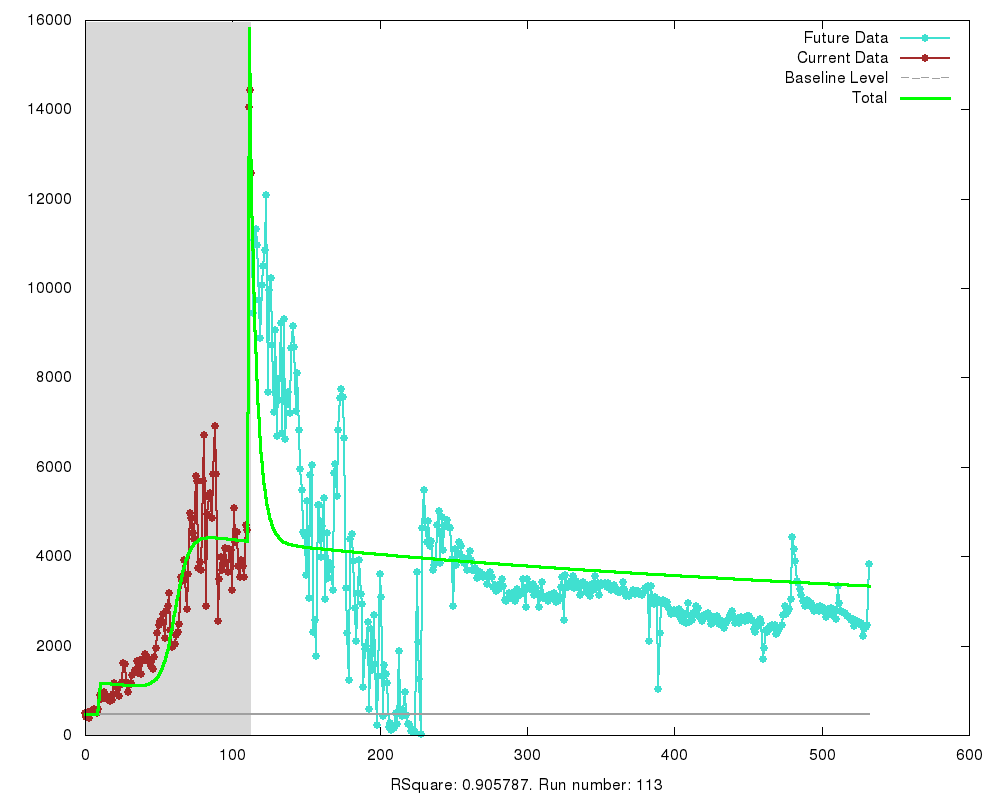 16000
14000
12000
10000
8000
6000
4000
2000
0
Future Data
Current Data
Baseline Level
Total
0 100 200 300 400 500 600
RSquare: 0.905787. Run number: 113